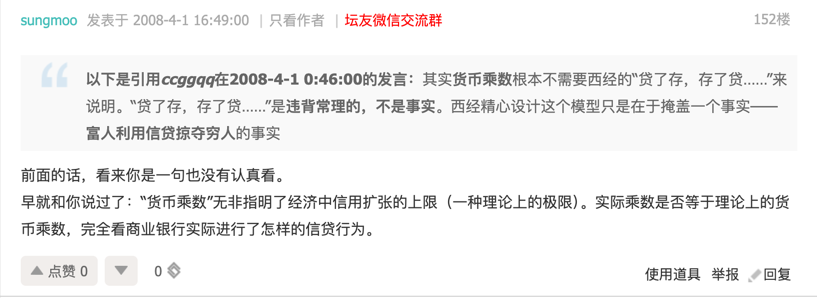 sungmoo 发表于 2008-4-1 16:49:00 | 只看作者 | 坛友微信交流群 152楼
以下是引用ccggqq在2008-4-1 0:46:00的发言：其实货币乘数根本不需要西经的“贷了存，存了贷……”来
说明。“贷了存，存了贷……”是违背常理的，不是事实。西经精心设计这个模型只是在于掩盖一个事实——
富人利用信贷掠夺穷人的事实
前面的话，看来你是一句也没有认真看。
早就和你说过了：“货币乘数”无非指明了经济中信用扩张的上限（一种理论上的极限）。实际乘数是否等于理论上的货
币乘数，完全看商业银行实际进行了怎样的信贷行为。
点赞 0 0 使用道具 举报 回复